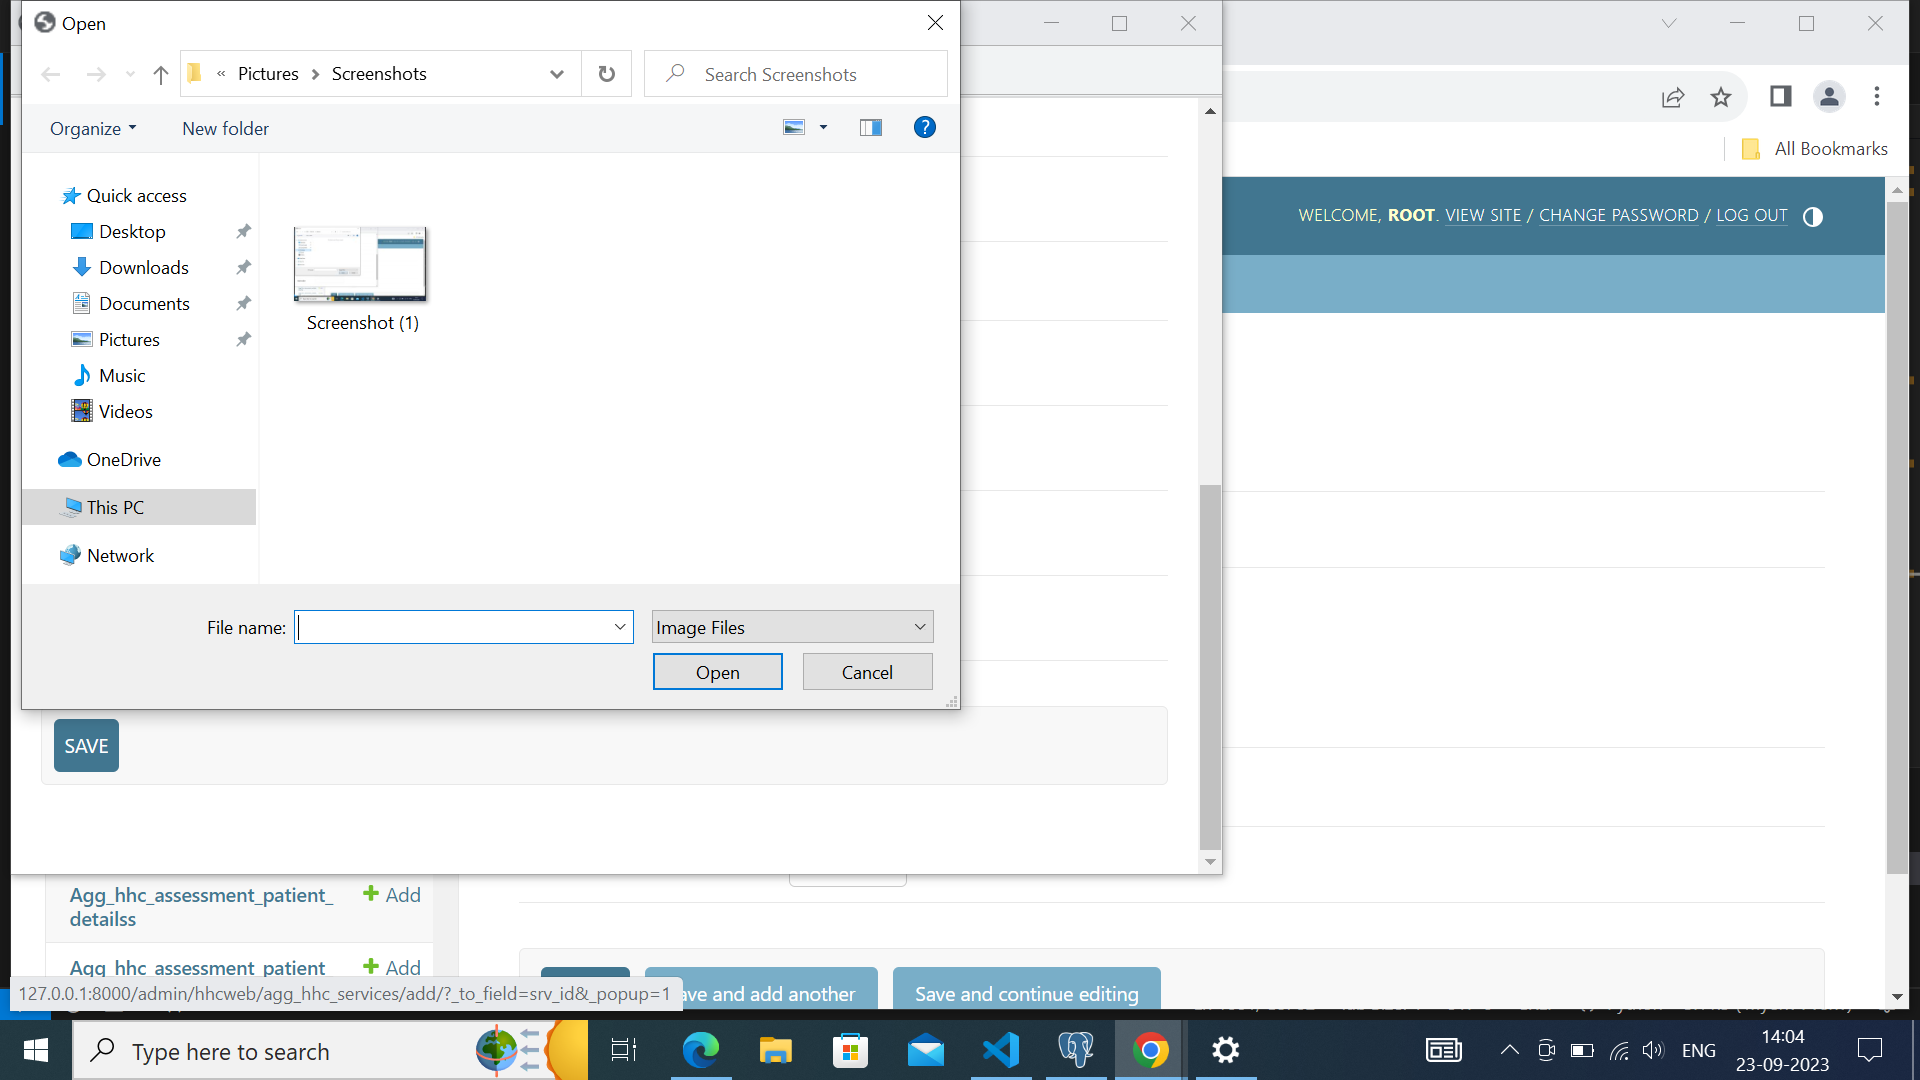 Open
« Pictures > Screenshots
Search Screenshots
Organize
New folder
Quick access
Desktop
Downloads
Documents
Pictures
Music
Videos
OneDrive
This PC
Network
Screenshot (1)
File name:
Image Files
Open
Cancel
All Bookmarks
WELCOME, ROOT. VIEW SITE / CHANGE PASSWORD / LOG OUT
SAVE
Agg_hhc_assessment_patient_
detailss
Add
Agg_hhc_assessment_patient
Add
127.0.0.1:8000/admin/hhcweb/agg_hhc_services/add/?_to_field=srv_id&_popup=1
ave and add another
Save and continue editing
Type here to search
ENG
14:04
23-09-2023